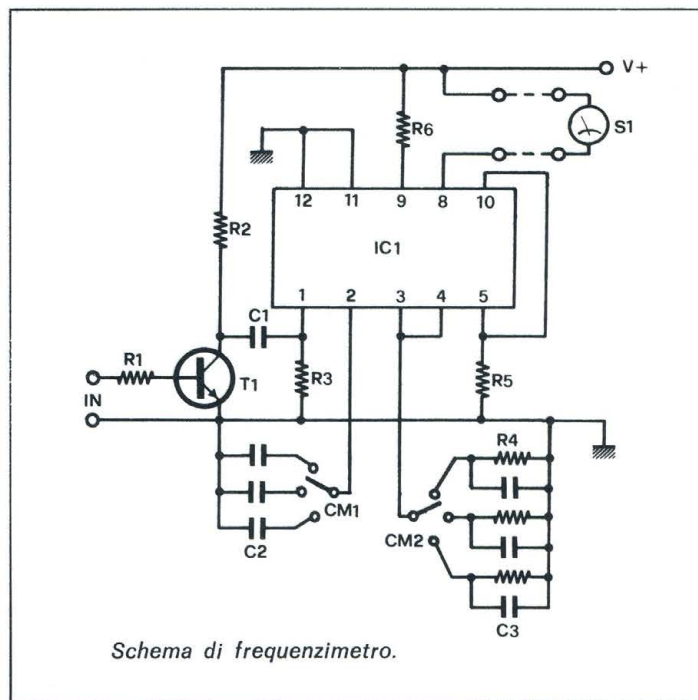 V+
S1
R6
12 11 9 8 10
R2
IC1
1 2 3 4 5
C1
R1
T1
R3
R5
IN
R4
CM1
CM2
C2
C3
Schema di frequenzimetro.